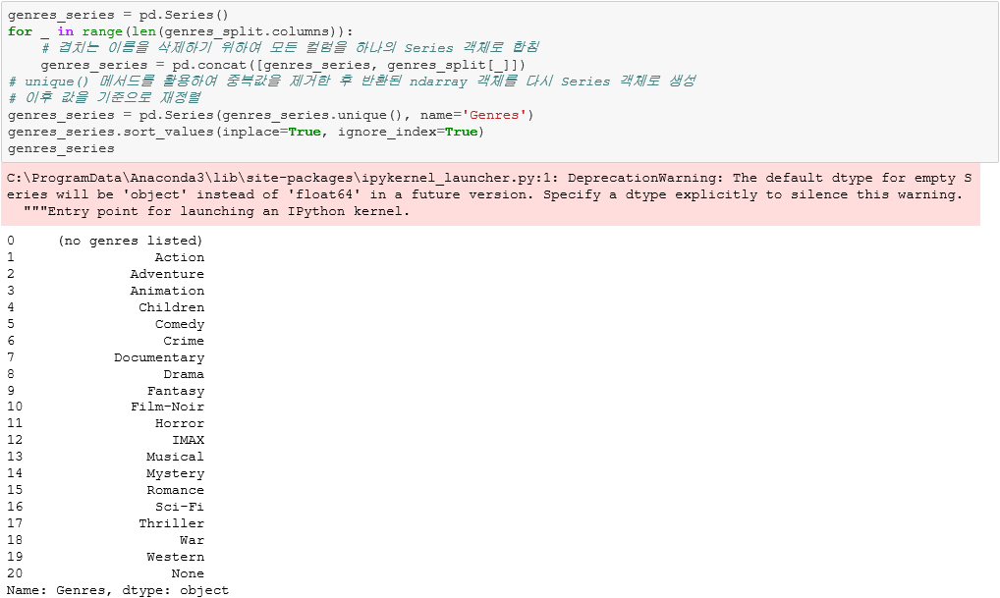 genres_series = pd.Series()
for _ in range(len(genres_split.columns)):
    # 겹치는 이름을 삭제하기 위하여 모든 컬럼을 하나의 Series 객체로 합침
    genres_series = pd.concat([genres_series, genres_split[_]])
# unique() 메서드를 활용하여 중복값을 제거한 후 반환된 ndarray 객체를 다시 Series 객체로 생성
# 이후 값을 기준으로 재정렬
genres_series = pd.Series(genres_series.unique(), name='Genres')
genres_series.sort_values(inplace=True, ignore_index=True)
genres_series
C:\ProgramData\Anaconda3\lib\site-packages\ipykernel_launcher.py:1: DeprecationWarning: The default dtype for empty S
eries will be 'object' instead of 'float64' in a future version. Specify a dtype explicitly to silence this warning.
  """Entry point for launching an IPython kernel.
0     (no genres listed)
1                 Action
2              Adventure
3              Animation
4               Children
5                 Comedy
6                  Crime
7            Documentary
8                  Drama
9                Fantasy
10             Film-Noir
11                Horror
12                  IMAX
13               Musical
14               Mystery
15               Romance
16                Sci-Fi
17              Thriller
18                   War
19               Western
20                  None
Name: Genres, dtype: object